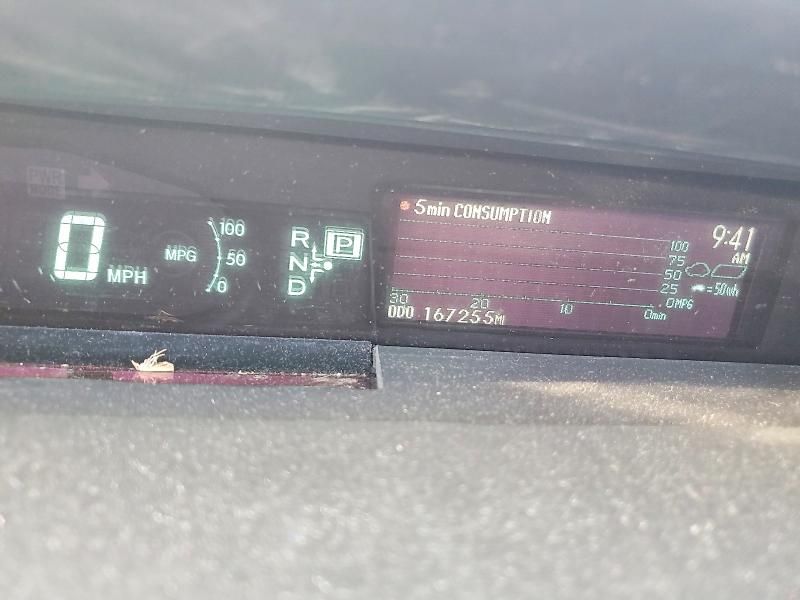 PWR
MODE
0 MPH
MPG
100
50
0
R
N
D
P
5min CONSUMPTION
9:41
AM
100
75
50
25
0MPG
=50Wh
30 20 10 0min
ODO 167255MI